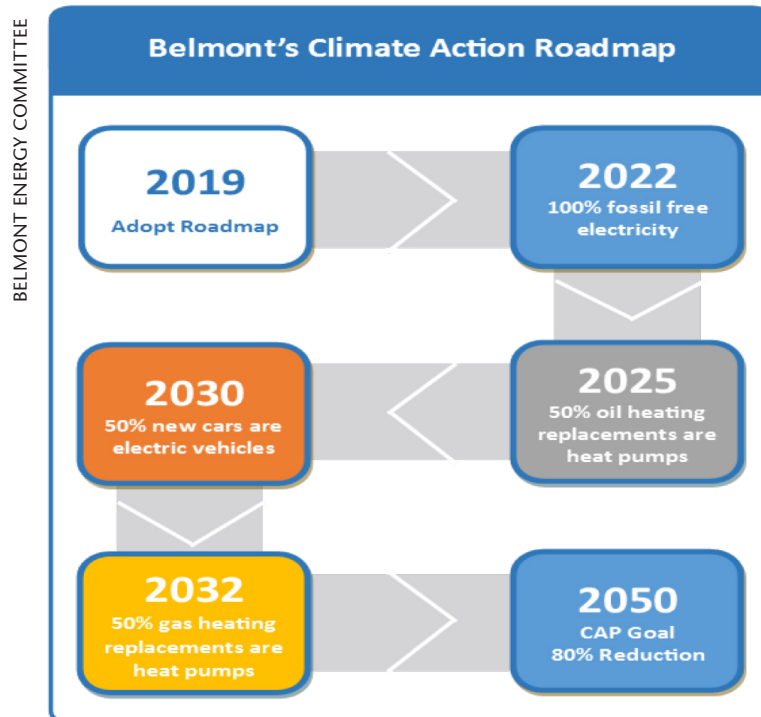 BELMONT ENERGY COMMITTEE
Belmont’s Climate Action Roadmap
2019
Adopt Roadmap
2022
100% fossil free
electricity
2025
50% oil heating
replacements are
heat pumps
2030
50% new cars are
electric vehicles
2032
50% gas heating
replacements are
heat pumps
2050
CAP Goal
80% Reduction